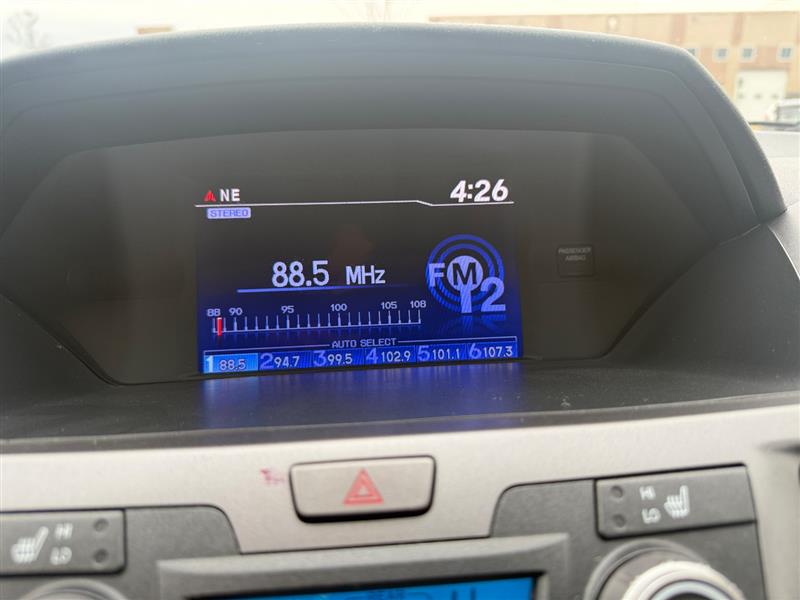 NE 4:26
STEREO
88.5 MHz
FM 2
88 90 95 100 105 108
AUTO SELECT
1 88.5 2 94.7 3 99.5 4 102.9 5 101.1 6 107.3
PASSENGER
AIRBAG
HI
LO
HI
LO